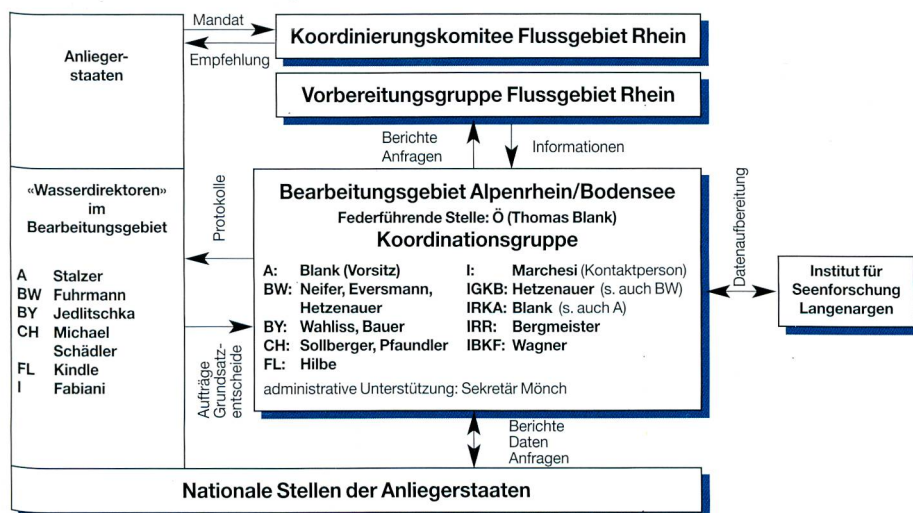 Anlieger-
staaten
Mandat
Empfehlung
Koordinierungskomitee Flussgebiet Rhein
Vorbereitungsgruppe Flussgebiet Rhein
Berichte
Anfragen
Informationen
«Wasserdirektoren»
im
Bearbeitungsgebiet
A Stalzer
BW Fuhrmann
BY Jedlitschka
CH Michael
Schädler
FL Kindle
I Fabiani
Protokolle
Aufträge
Grundsatz-
entscheide
Bearbeitungsgebiet Alpenrhein/Bodensee
Federführende Stelle: Ö (Thomas Blank)
Koordinationsgruppe
A: Blank (Vorsitz)
BW: Neifer, Eversmann,
Hetzenauer
BY: Wahliss, Bauer
CH: Sollberger, Pfaundler
FL: Hilbe
I: Marchesi (Kontaktperson)
IGKB: Hetzenauer (s. auch BW)
IRKA: Blank (s. auch A)
IRR: Bergmeister
IBKF: Wagner
administrative Unterstützung: Sekretär Mönch
Datenaufbereitung
Institut für
Seenforschung
Langenargen
Berichte
Daten
Anfragen
Nationale Stellen der Anliegerstaaten